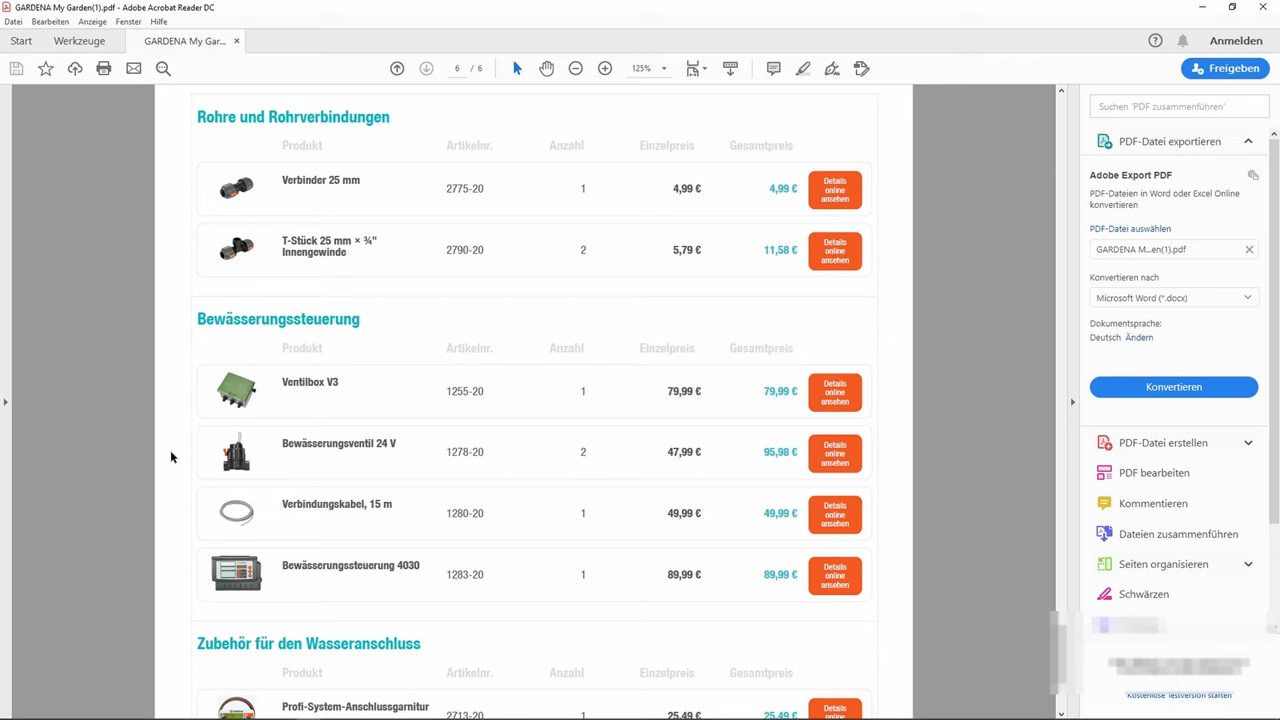 GARDENA My Garden(1).pdf - Adobe Acrobat Reader DC
Datei Bearbeiten Anzeige Fenster Hilfe
Start Werkzeuge GARDENA My Gar... × Anmelden
6 / 6 125% Freigeben
Rohre und Rohrverbindungen
Produkt Artikelnr. Anzahl Einzelpreis Gesamtpreis
Verbinder 25 mm 2775-20 1 4,99 € 4,99 € Details online ansehen
T-Stück 25 mm × ¾"
Innengewinde 2790-20 2 5,79 € 11,58 € Details online ansehen
Bewässerungssteuerung
Produkt Artikelnr. Anzahl Einzelpreis Gesamtpreis
Ventilbox V3 1255-20 1 79,99 € 79,99 € Details online ansehen
Bewässerungsventil 24 V 1278-20 2 47,99 € 95,98 € Details online ansehen
Verbindungskabel, 15 m 1280-20 1 49,99 € 49,99 € Details online ansehen
Bewässerungssteuerung 4030 1283-20 1 89,99 € 89,99 € Details online ansehen
Zubehör für den Wasseranschluss
Produkt Artikelnr. Anzahl Einzelpreis Gesamtpreis
Profi-System-Anschlussgarnitur 2713-20 1 25,49 € 25,49 € Details online
Suchen 'PDF zusammenführen'
PDF-Datei exportieren
Adobe Export PDF
PDF-Dateien in Word oder Excel Online
konvertieren
PDF-Datei auswählen
GARDENA M...en(1).pdf
Konvertieren nach
Microsoft Word (*.docx)
Dokumentsprache:
Deutsch Ändern
Konvertieren
PDF-Datei erstellen
PDF bearbeiten
Kommentieren
Dateien zusammenführen
Seiten organisieren
Schwärzen
Kostenlose Testversion starten